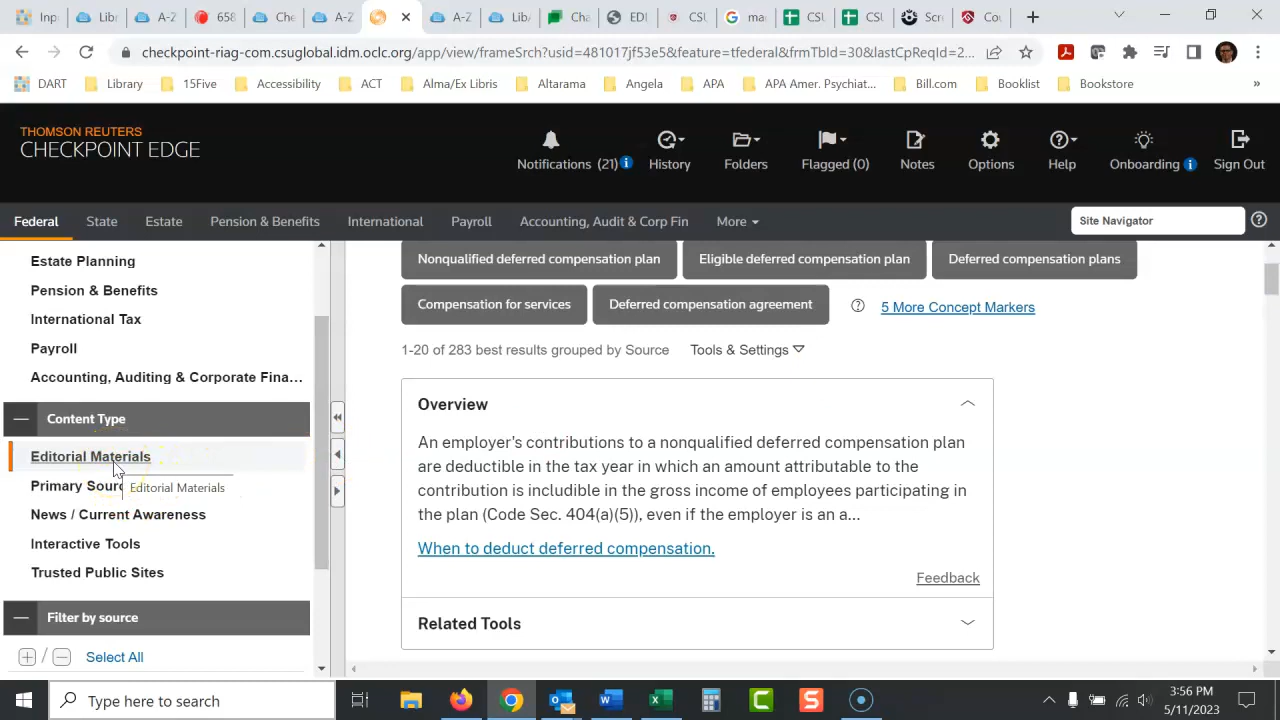 Inp
A-Z
658
Che
A-Z
A-Z
Lib
Cha
EDI
CSU
ma
CSU
CSU
Scr
Cou
checkpoint-riag-com.csuglobal.idm.oclc.org/app/view/frameSrch?usid=481017jf53e5&feature=tfederal&frmTbId=30&lastCpReqId=2...
DART Library 15Five Accessibility ACT Alma/Ex Libris Altarama Angela APA APA Amer. Psychiat... Bill.com Booklist Bookstore »
THOMSON REUTERS
CHECKPOINT EDGE
Notifications (21) History Folders Flagged (0) Notes Options Help Onboarding Sign Out
Federal State Estate Pension & Benefits International Payroll Accounting, Audit & Corp Fin More Site Navigator
Estate Planning
Pension & Benefits
International Tax
Payroll
Accounting, Auditing & Corporate Fina...
Content Type
Editorial Materials
Primary Sourc
Editorial Materials
News / Current Awareness
Interactive Tools
Trusted Public Sites
Filter by source
+ / − Select All
Nonqualified deferred compensation plan Eligible deferred compensation plan Deferred compensation plans
Compensation for services Deferred compensation agreement ? 5 More Concept Markers
1-20 of 283 best results grouped by Source Tools & Settings
Overview
An employer's contributions to a nonqualified deferred compensation plan
are deductible in the tax year in which an amount attributable to the
contribution is includible in the gross income of employees participating in
the plan (Code Sec. 404(a)(5)), even if the employer is an a...
When to deduct deferred compensation.
Feedback
Related Tools
Type here to search
3:56 PM
5/11/2023